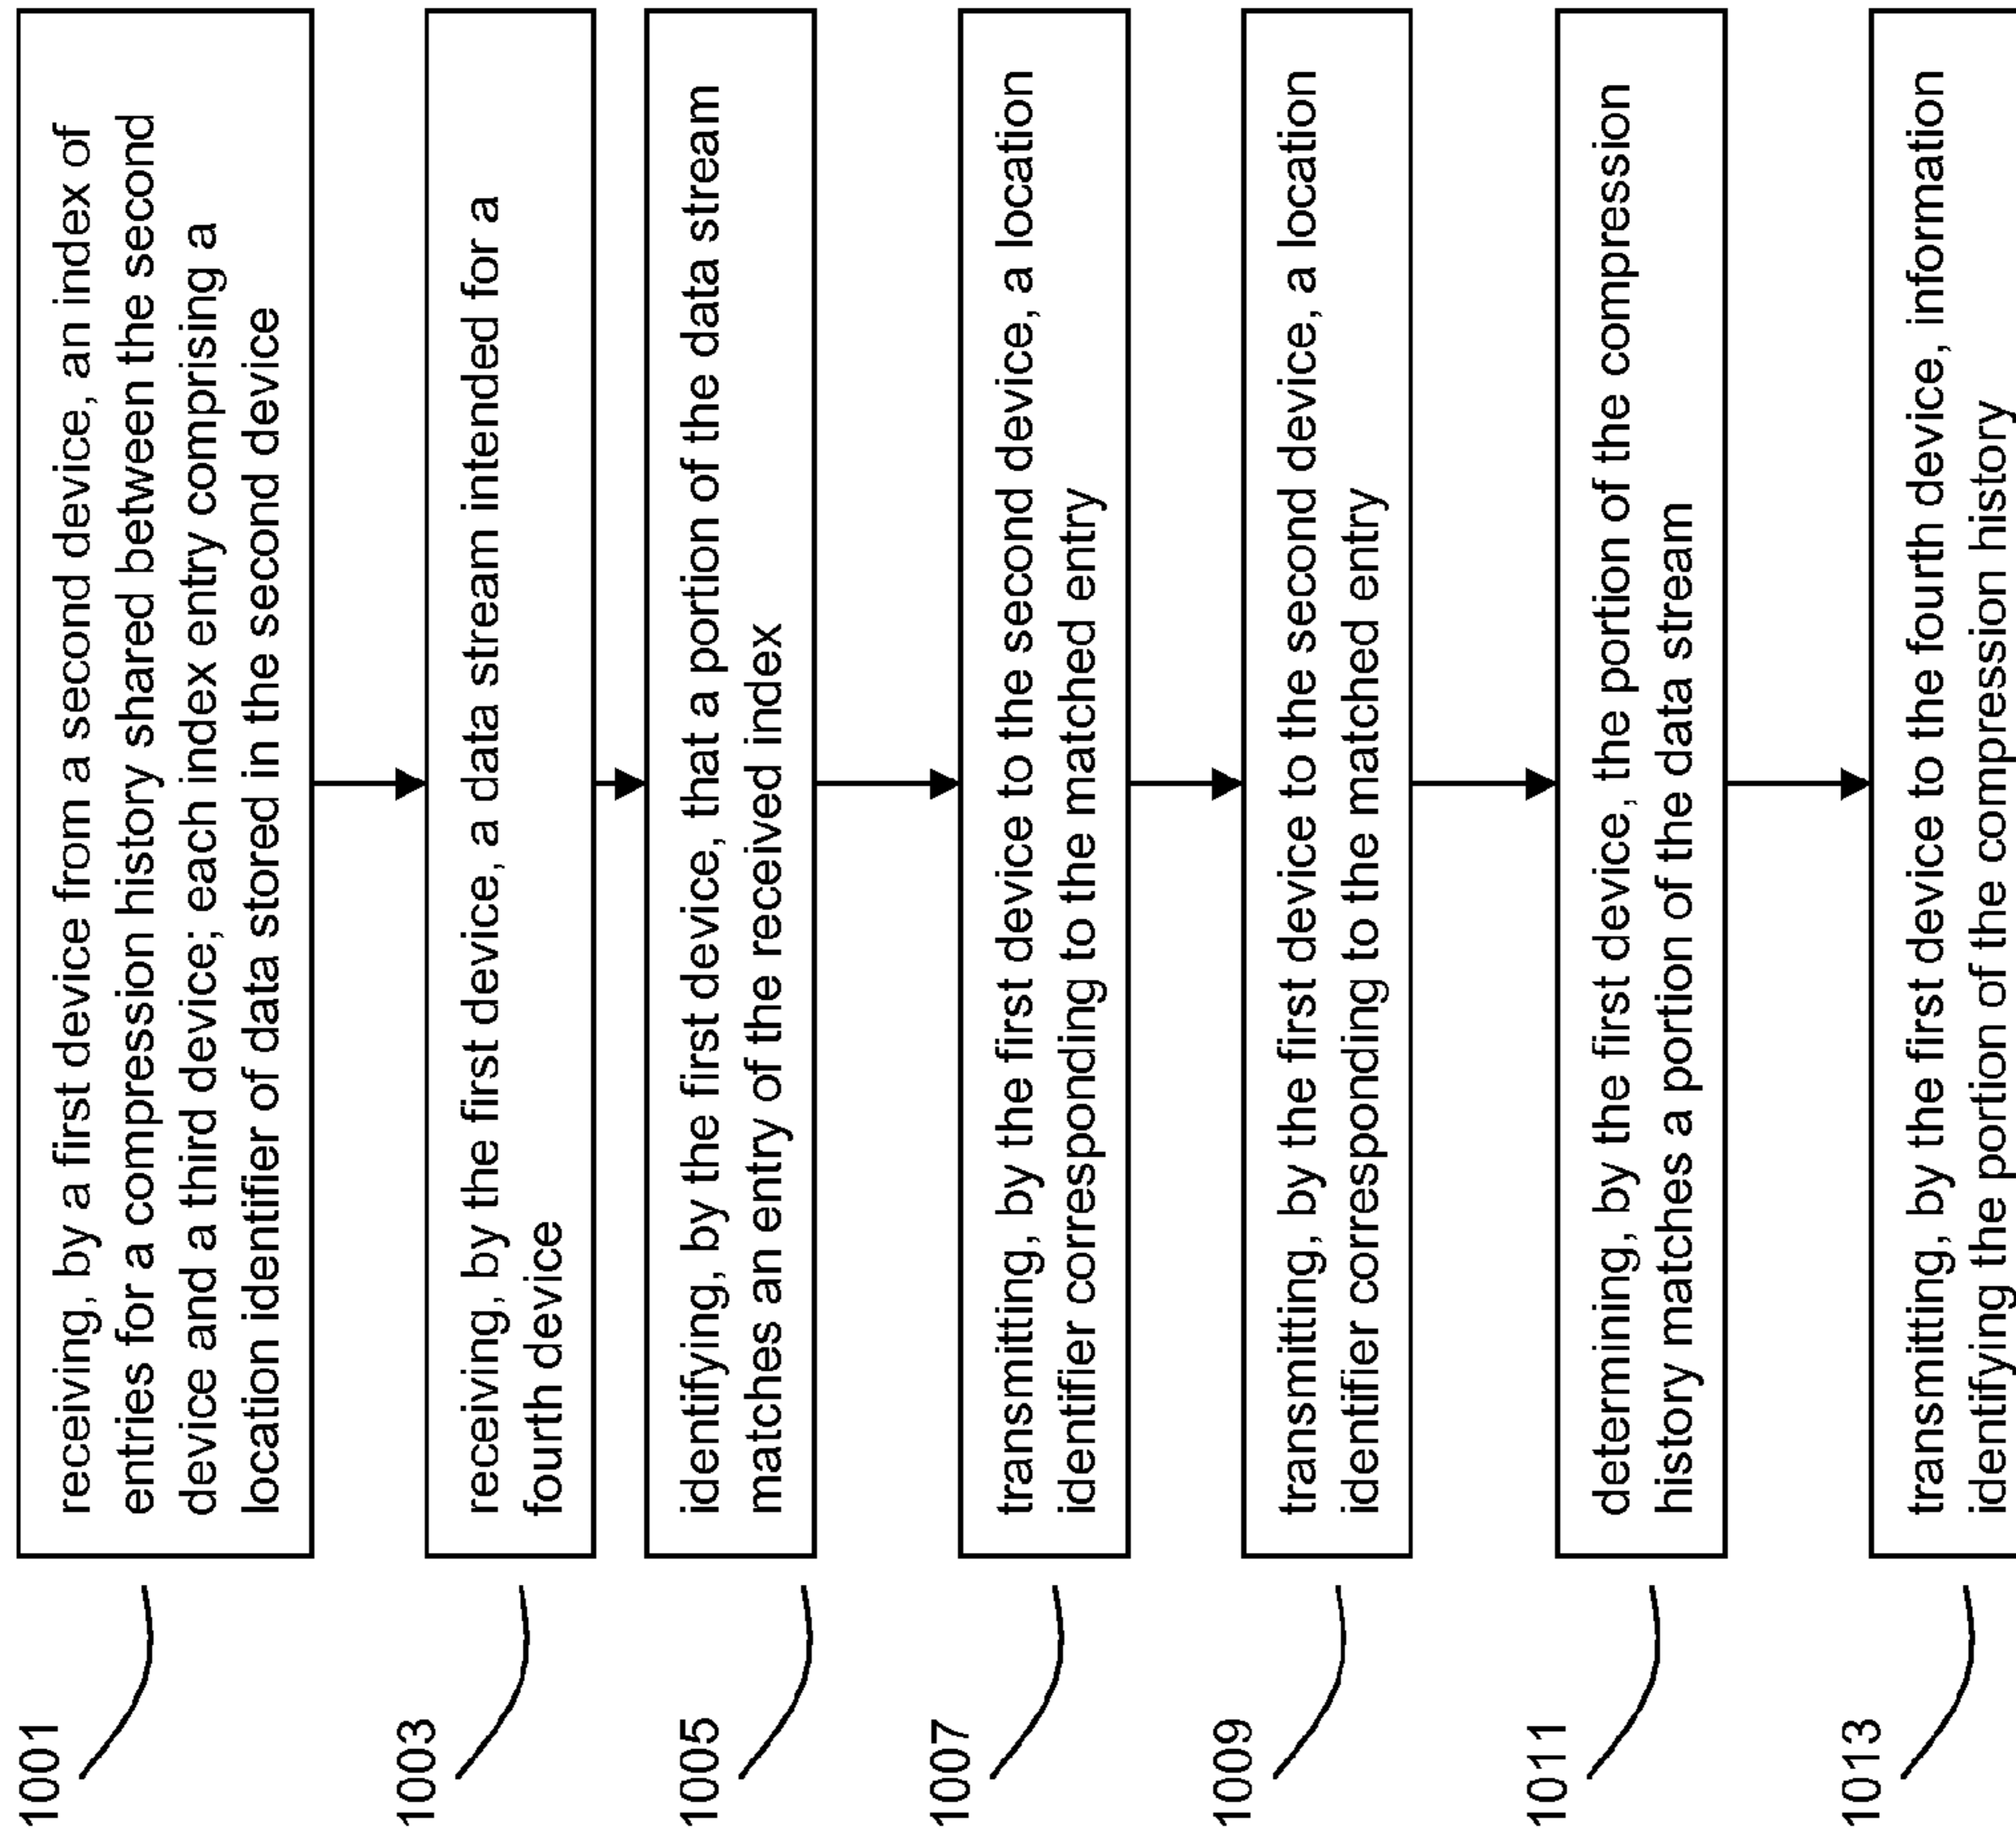 1001
receiving, by a first device from a second device, an index of
entries for a compression history shared between the second
device and a third device; each index entry comprising a
location identifier of data stored in the second device
1003
receiving, by the first device, a data stream intended for a
fourth device
1005
identifying, by the first device, that a portion of the data stream
matches an entry of the received index
1007
transmitting, by the first device to the second device, a location
identifier corresponding to the matched entry
1009
transmitting, by the first device to the second device, a location
identifier corresponding to the matched entry
1011
determining, by the first device, the portion of the compression
history matches a portion of the data stream
1013
transmitting, by the first device to the fourth device, information
identifying the portion of the compression history